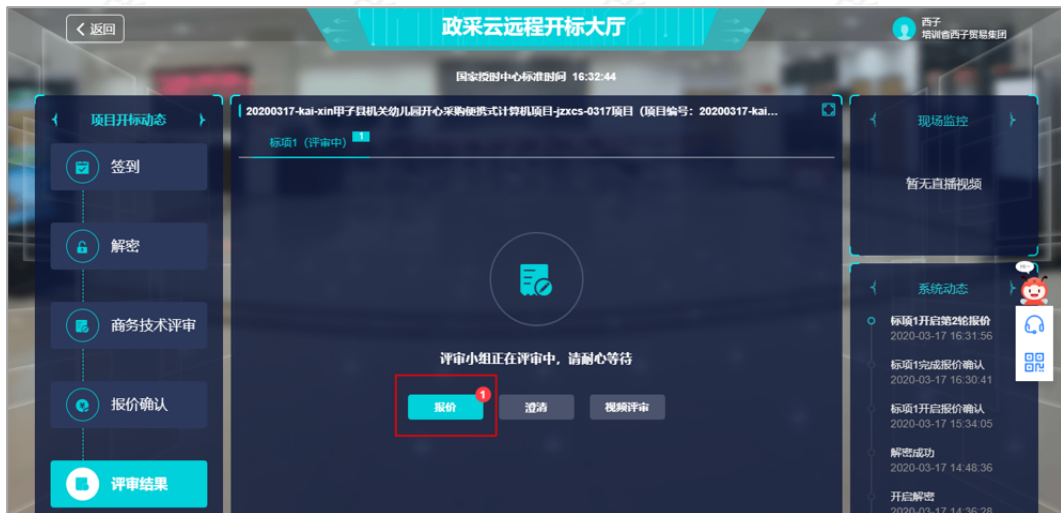 返回
政采云远程开标大厅
西子
培训省西子贸易集团
国家授时中心标准时间 16:32:44
项目开标动态
签到
解密
商务技术评审
报价确认
评审结果
20200317-kai-xin甲子县机关幼儿园开心采购便携式计算机项目-jzxcs-0317项目（项目编号：20200317-kai...
标项1（评审中） 1
评审小组正在评审中，请耐心等待
报价 1 澄清 视频评审
现场监控
暂无直播视频
系统动态
标项1开启第2轮报价
2020-03-17 16:31:56
标项1完成报价确认
2020-03-17 16:30:41
标项1开启报价确认
2020-03-17 15:34:05
解密成功
2020-03-17 14:48:36
开启解密
2020-03-17 14:36:28